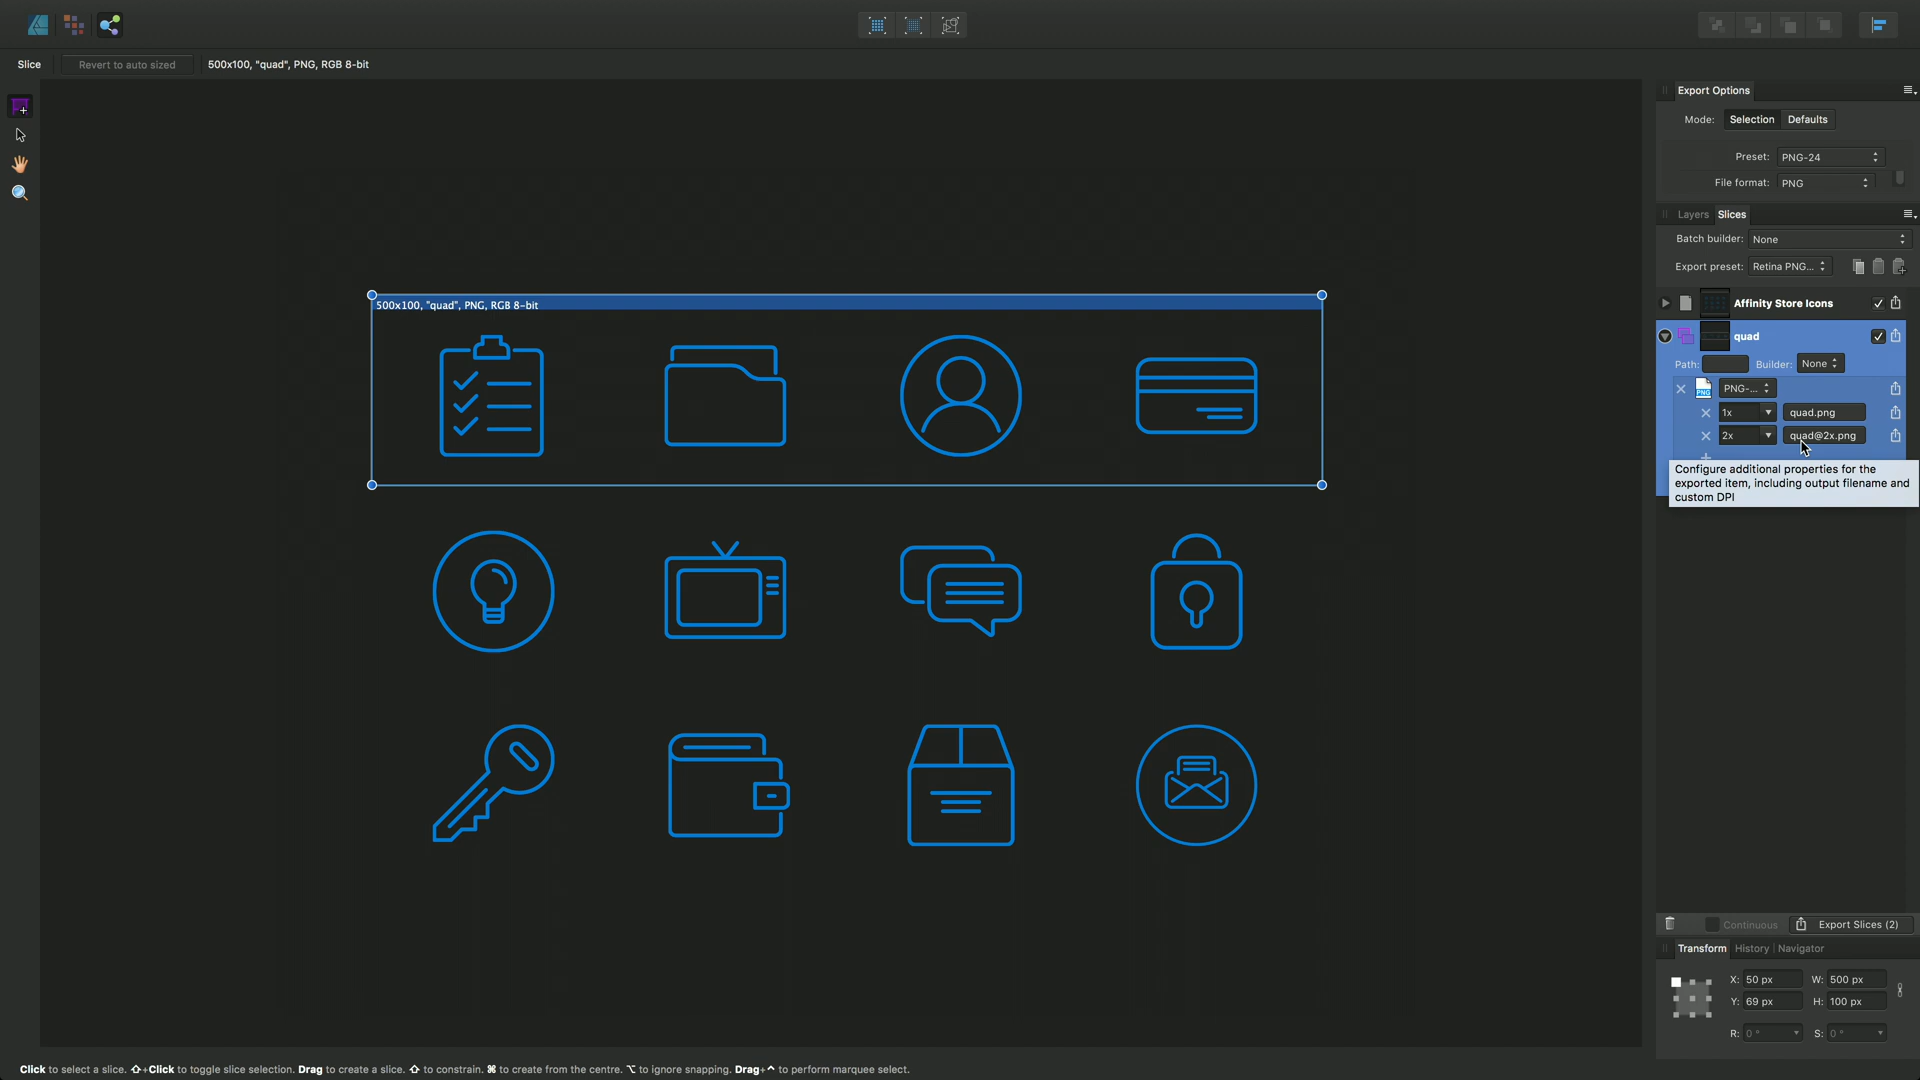 Slice
Revert to auto sized
500x100, "quad", PNG, RGB 8-bit
Export Options
Mode:
Selection
Defaults
Preset:
PNG-24
File format:
PNG
Layers
Slices
Batch builder:
None
Export preset:
Retina PNG...
Affinity Store Icons
500x100, "quad", PNG, RGB 8-bit
quad
Path:
Builder:
None
PNG
PNG-...
1x
quad.png
2x
quad@2x.png
Configure additional properties for the
exported item, including output filename and
custom DPI
Continuous
Export Slices (2)
Transform
History
Navigator
X:
50 px
W:
500 px
Y:
69 px
H:
100 px
R:
0 °
S:
0 °
Click to select a slice. ⇧+Click to toggle slice selection. Drag to create a slice. ⇧ to constrain. ⌘ to create from the centre. ⌥ to ignore snapping. Drag+⌃ to perform marquee select.